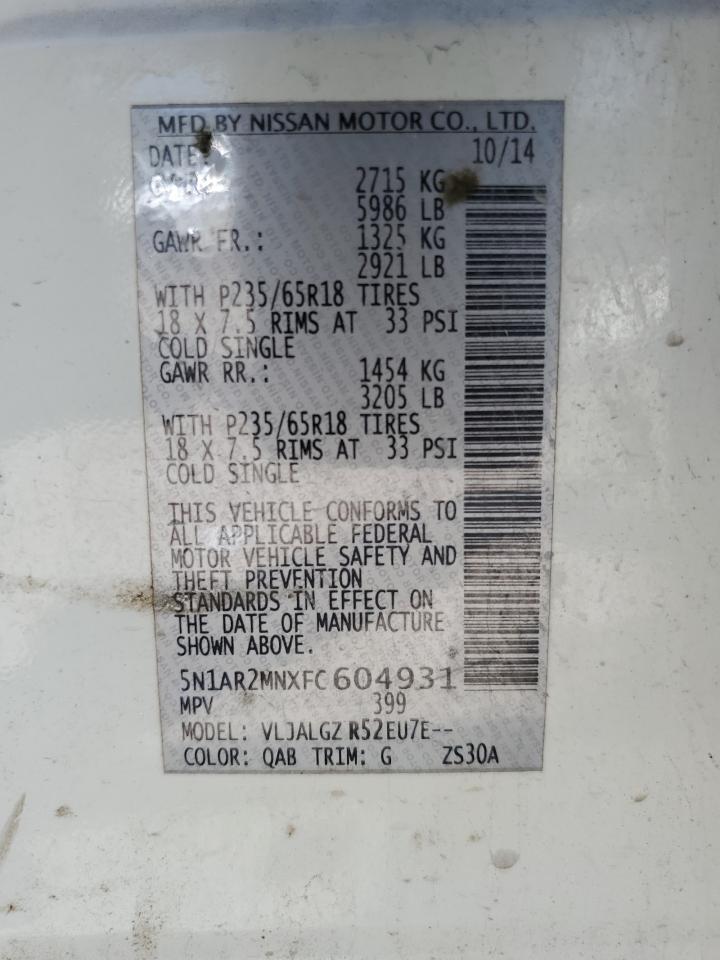 MFD BY NISSAN MOTOR CO., LTD.
DATE: 10/14
2715 KG
5986 LB
GAWR FR.: 1325 KG
2921 LB
WITH P235/65R18 TIRES
18 X 7.5 RIMS AT 33 PSI
COLD SINGLE
GAWR RR.: 1454 KG
3205 LB
WITH P235/65R18 TIRES
18 X 7.5 RIMS AT 33 PSI
COLD SINGLE
THIS VEHICLE CONFORMS TO
ALL APPLICABLE FEDERAL
MOTOR VEHICLE SAFETY AND
THEFT PREVENTION
STANDARDS IN EFFECT ON
THE DATE OF MANUFACTURE
SHOWN ABOVE.
5N1AR2MNXFC604931
MPV 399
MODEL: VLJALGZ R52EU7E--
COLOR: QAB TRIM: G ZS30A